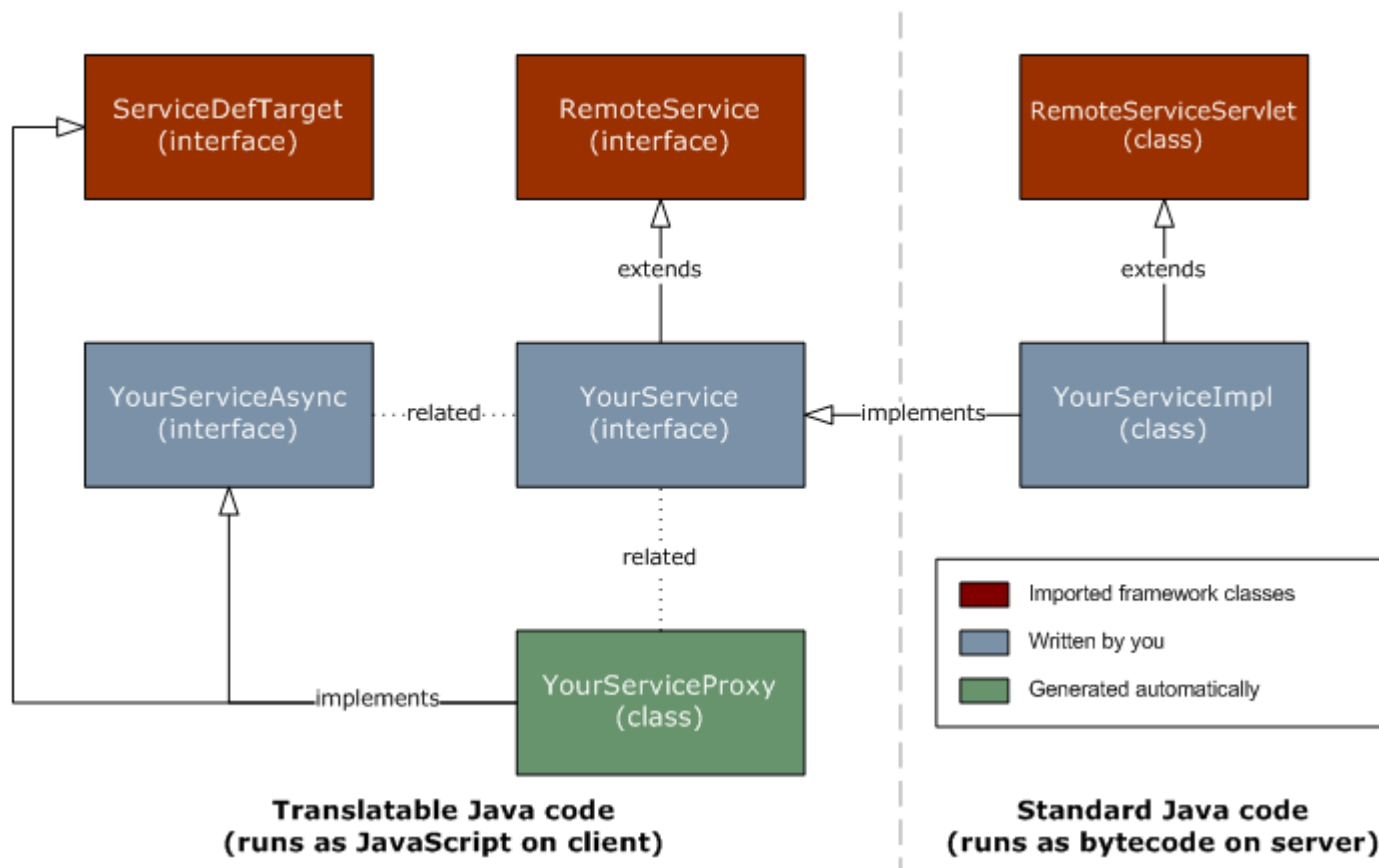 ServiceDefTarget
(interface)
RemoteService
(interface)
RemoteServiceServlet
(class)
extends
extends
YourServiceAsync
(interface)
related
YourService
(interface)
implements
YourServiceImpl
(class)
related
implements
YourServiceProxy
(class)
Imported framework classes
Written by you
Generated automatically
Translatable Java code
(runs as JavaScript on client)
Standard Java code
(runs as bytecode on server)